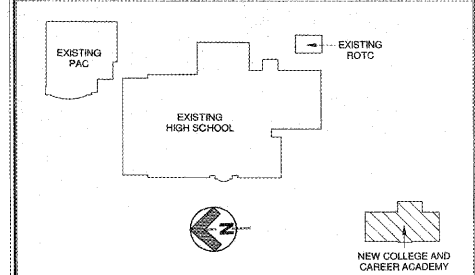 EXISTING
PAC
EXISTING
ROTC
EXISTING
HIGH SCHOOL
N
NEW COLLEGE AND
CAREER ACADEMY